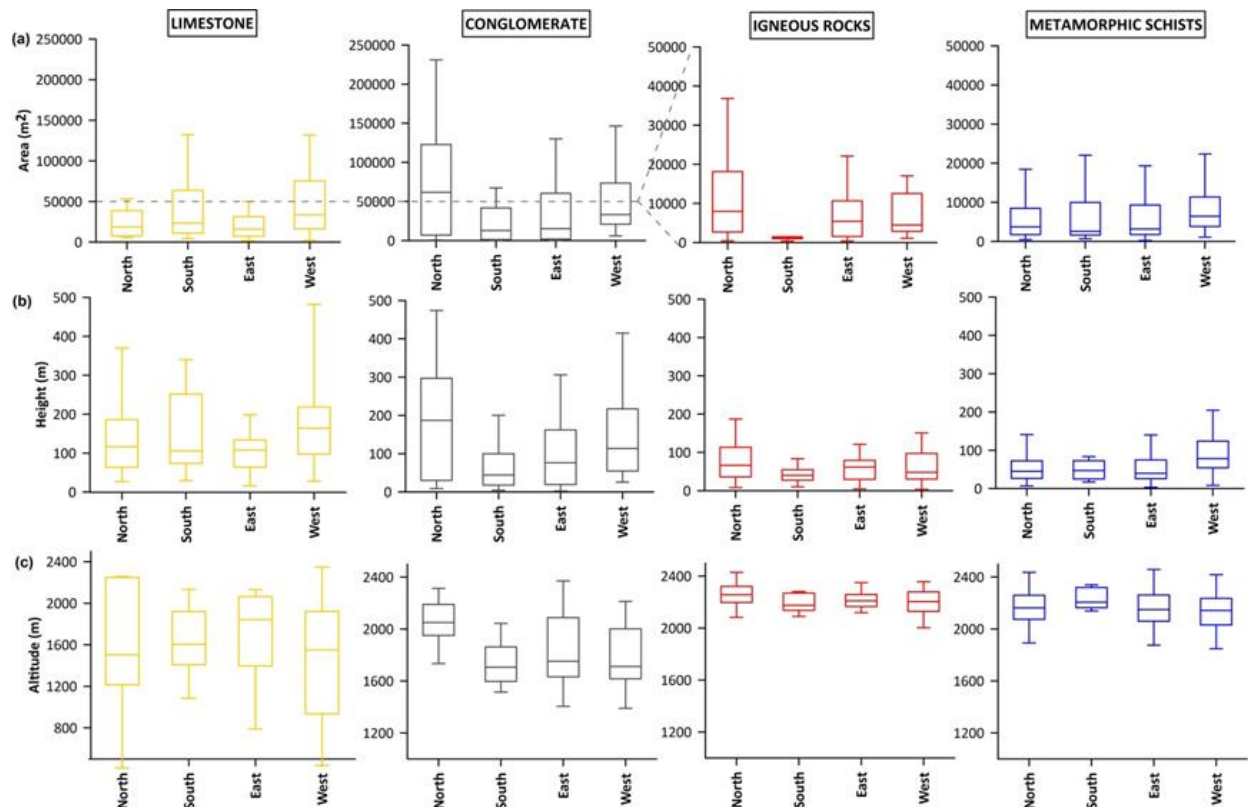 LIMESTONE
CONGLOMERATE
IGNEOUS ROCKS
METAMORPHIC SCHISTS
(a)
Area (m2)
250000
200000
150000
100000
50000
0
North
South
East
West
250000
200000
150000
100000
50000
0
North
South
East
West
50000
40000
30000
20000
10000
0
North
South
East
West
50000
40000
30000
20000
10000
0
North
South
East
West
(b)
Height (m)
500
400
300
200
100
0
North
South
East
West
500
400
300
200
100
0
North
South
East
West
500
400
300
200
100
0
North
South
East
West
500
400
300
200
100
0
North
South
East
West
(c)
Altitude (m)
2400
2000
1600
1200
800
North
South
East
West
2400
2000
1600
1200
North
South
East
West
2400
2000
1600
1200
North
South
East
West
2400
2000
1600
1200
North
South
East
West